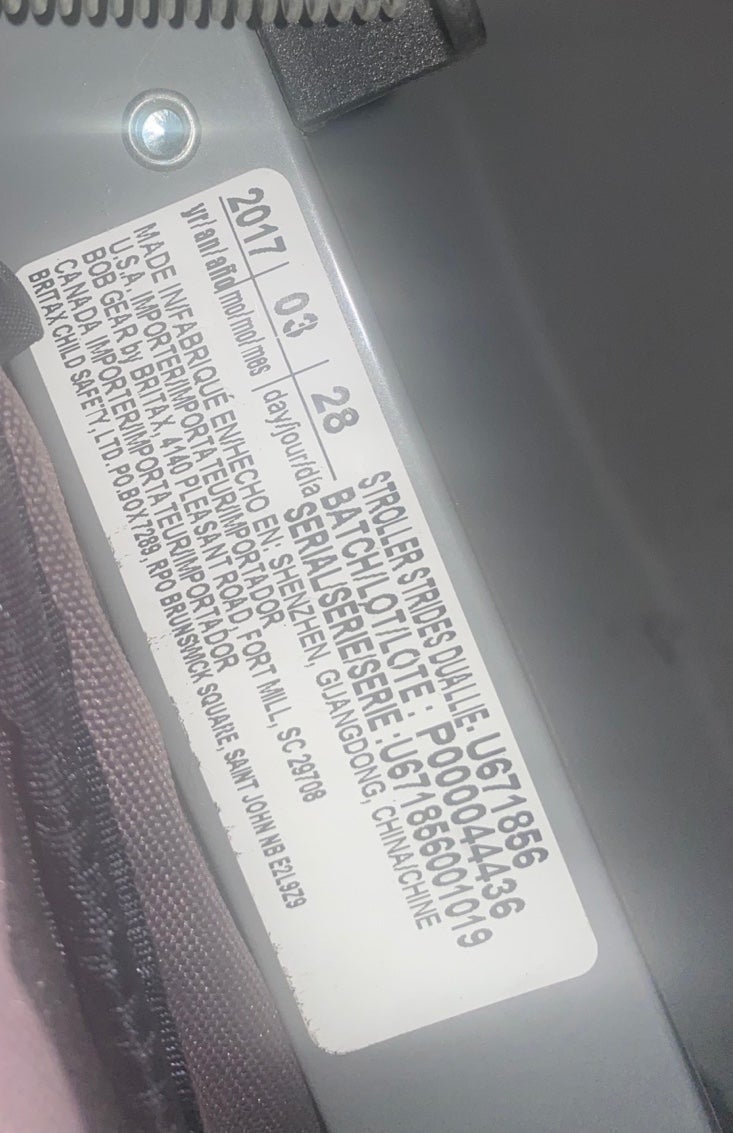 2017 | 03 | 28
yr/an/año mo/mo/mes day/jour/día
STROLLER STRIDES DUALLIE- U671856
BATCH/LOT/LOTE : P000044436
SERIAL/SÉRIE/SERIE :U671856001019
MADE IN/FABRIQUÉ EN/HECHO EN: SHENZHEN, GUANGDONG, CHINA/CHINE
U.S.A. IMPORTER/IMPORTATEUR/IMPORTADOR
BOB GEAR by BRITAX, 4140 PLEASANT ROAD, FORT MILL, SC 29708
CANADA IMPORTER/IMPORTATEUR/IMPORTADOR
BRITAX CHILD SAFETY, LTD. PO.BOX 7289, RPO BRUNSWICK SQUARE, SAINT JOHN NB E2L9Z9